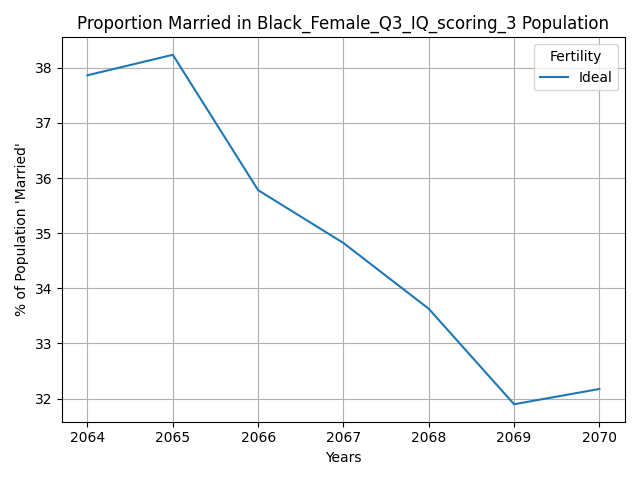 Proportion Married in Black_Female_Q3_IQ_scoring_3 Population
Fertility
Ideal
38
37
36
35
34
33
32
% of Population 'Married'
2064 2065 2066 2067 2068 2069 2070
Years